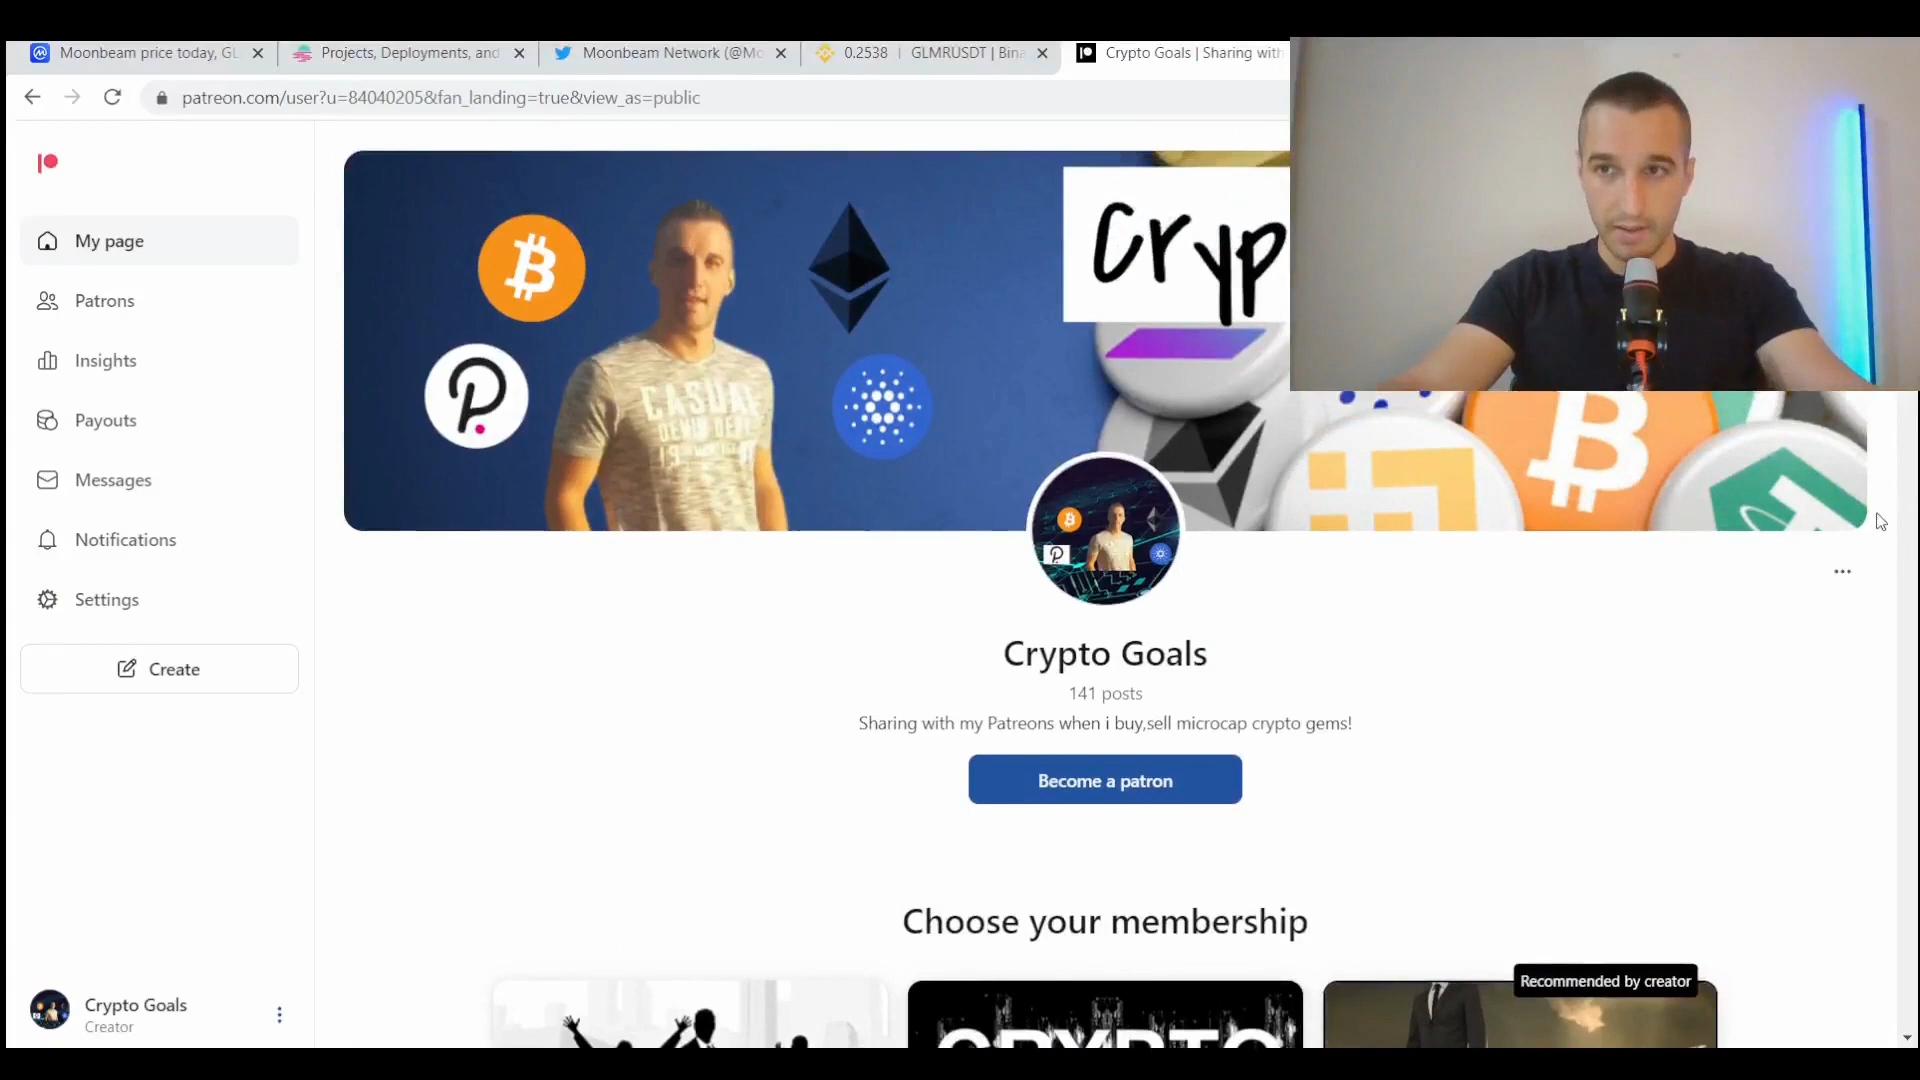 Moonbeam price today, GL
Projects, Deployments, and
Moonbeam Network (@Mo
0.2538 | GLMRUSDT | Bina
Crypto Goals | Sharing with
patreon.com/user?u=84040205&fan_landing=true&view_as=public
My page
Patrons
Insights
Payouts
Messages
Notifications
Settings
Create
Cryp
CASUAL
DENIM DEPT
Crypto Goals
141 posts
Sharing with my Patreons when i buy,sell microcap crypto gems!
Become a patron
Choose your membership
Recommended by creator
CRYPTO
Crypto Goals
Creator